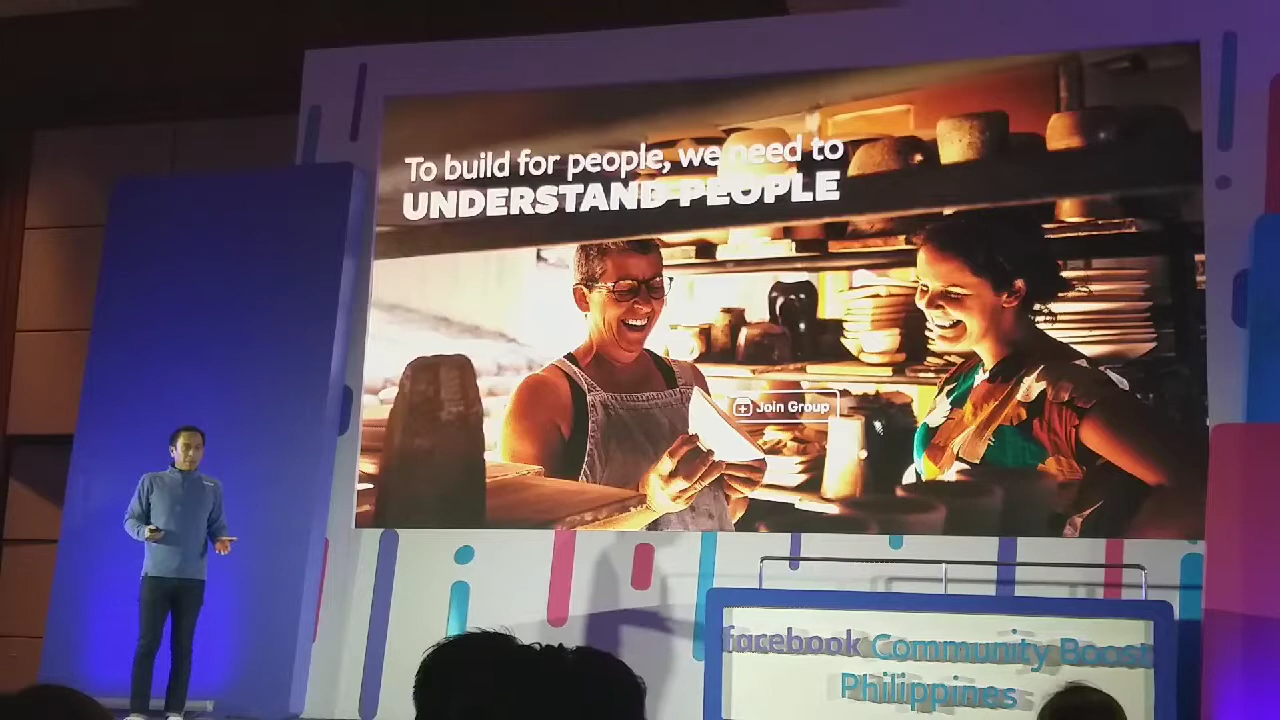 To build for people, we need to
UNDERSTAND PEOPLE
Join Group
facebook Community Boost
Philippines